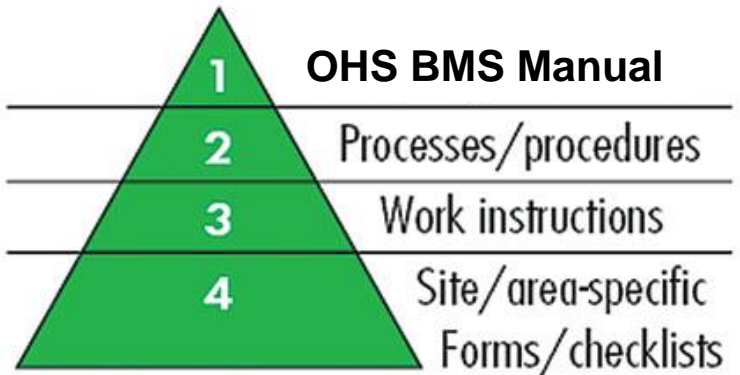 1 OHS BMS Manual
2 Processes/procedures
3 Work instructions
4 Site/area-specific
Forms/checklists